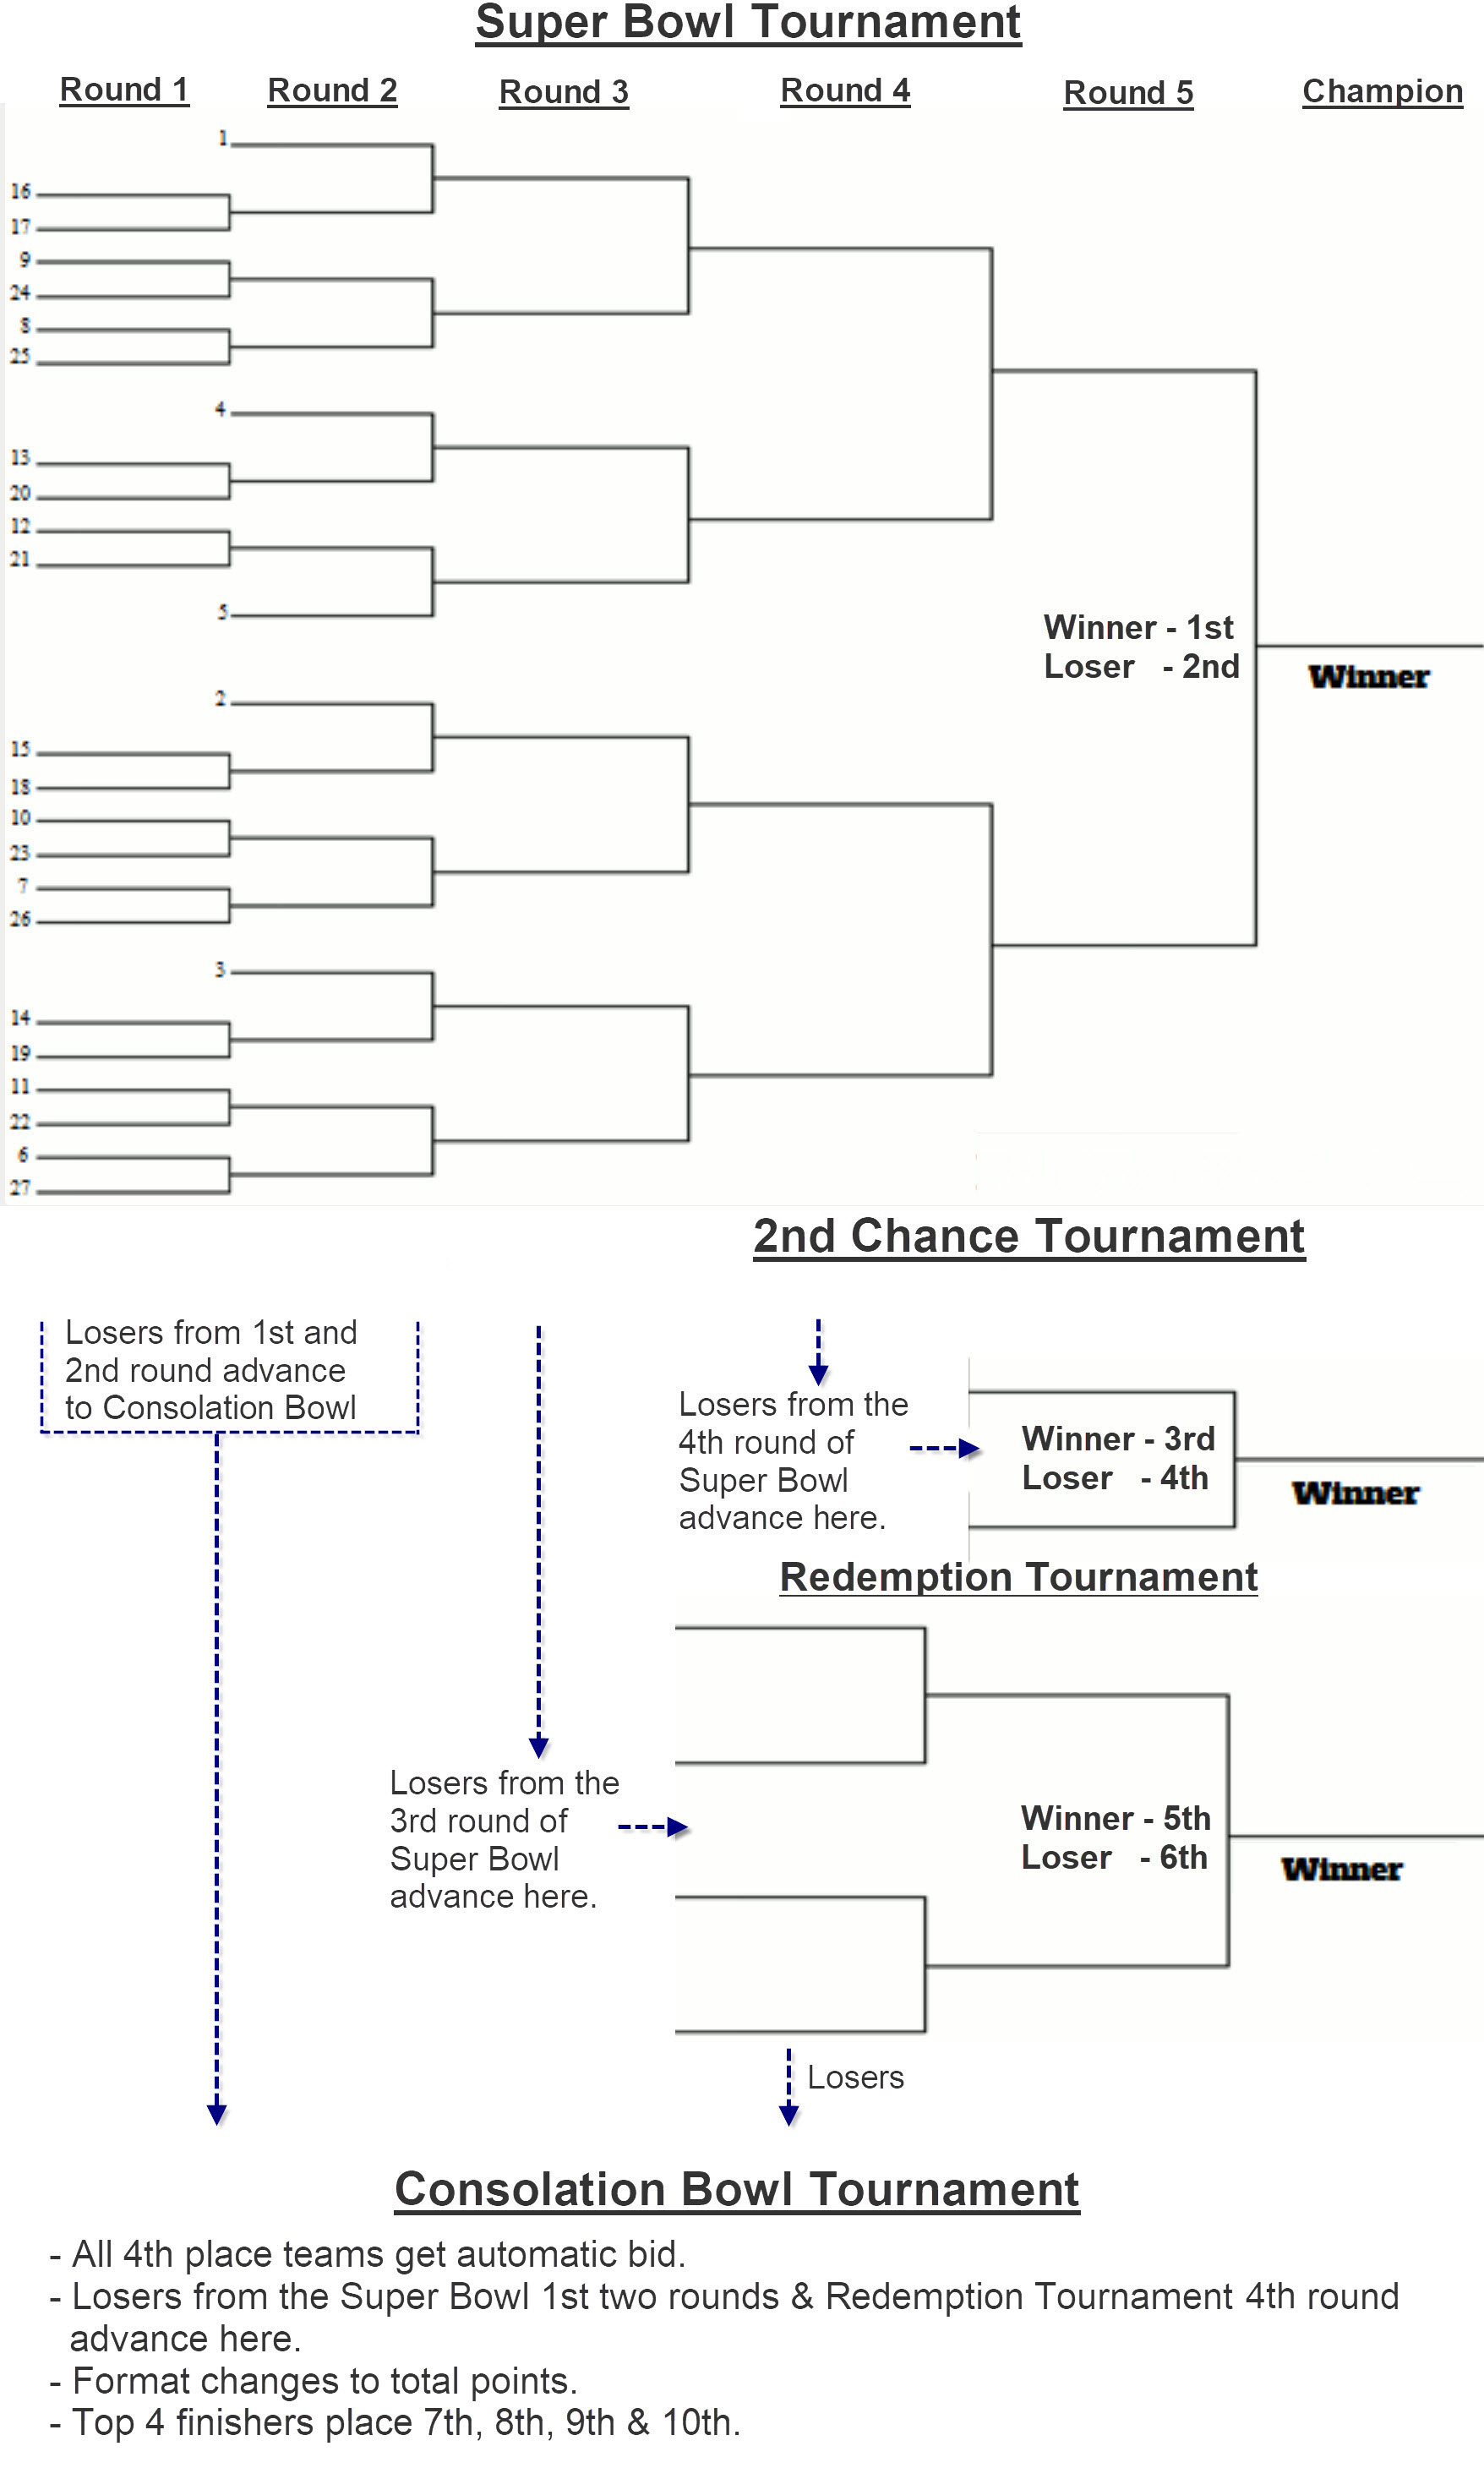 Super Bowl Tournament
Round 1 Round 2 Round 3 Round 4 Round 5 Champion
1
16
17
9
24
8
25
4
13
20
12
21
5
Winner - 1st
Loser - 2nd
Winner
2
15
18
10
23
7
26
3
14
19
11
22
6
27
2nd Chance Tournament
Losers from 1st and
2nd round advance
to Consolation Bowl
Losers from the
4th round of
Super Bowl
advance here.
Winner - 3rd
Loser - 4th
Winner
Redemption Tournament
Losers from the
3rd round of
Super Bowl
advance here.
Winner - 5th
Loser - 6th
Winner
Losers
Consolation Bowl Tournament
- All 4th place teams get automatic bid.
- Losers from the Super Bowl 1st two rounds & Redemption Tournament 4th round
advance here.
- Format changes to total points.
- Top 4 finishers place 7th, 8th, 9th & 10th.